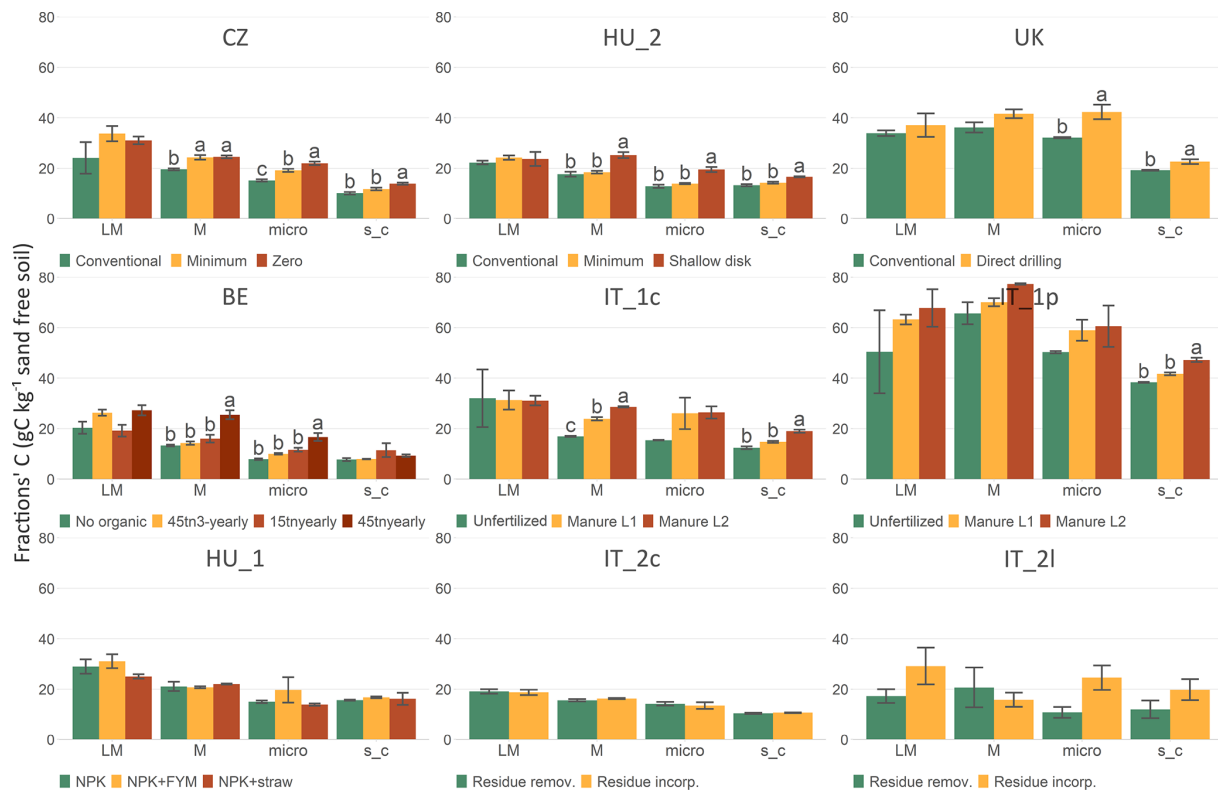 Fractions' C (gC kg⁻¹ sand free soil)
CZ
80
60
40
20
0
b a a
c b a
b b a
LM M micro s_c
Conventional Minimum Zero
HU_2
80
60
40
20
0
b b a
b b a
b b a
LM M micro s_c
Conventional Minimum Shallow disk
UK
80
60
40
20
0
b a
b a
LM M micro s_c
Conventional Direct drilling
BE
80
60
40
20
0
b b b a
b b b a
LM M micro s_c
No organic 45tn3-yearly 15tnyearly 45tnyearly
IT_1c
80
60
40
20
0
c b a
b b a
LM M micro s_c
Unfertilized Manure L1 Manure L2
IT_1p
80
60
40
20
0
b b a
LM M micro s_c
Unfertilized Manure L1 Manure L2
HU_1
80
60
40
20
0
LM M micro s_c
NPK NPK+FYM NPK+straw
IT_2c
80
60
40
20
0
LM M micro s_c
Residue remov. Residue incorp.
IT_2l
80
60
40
20
0
LM M micro s_c
Residue remov. Residue incorp.